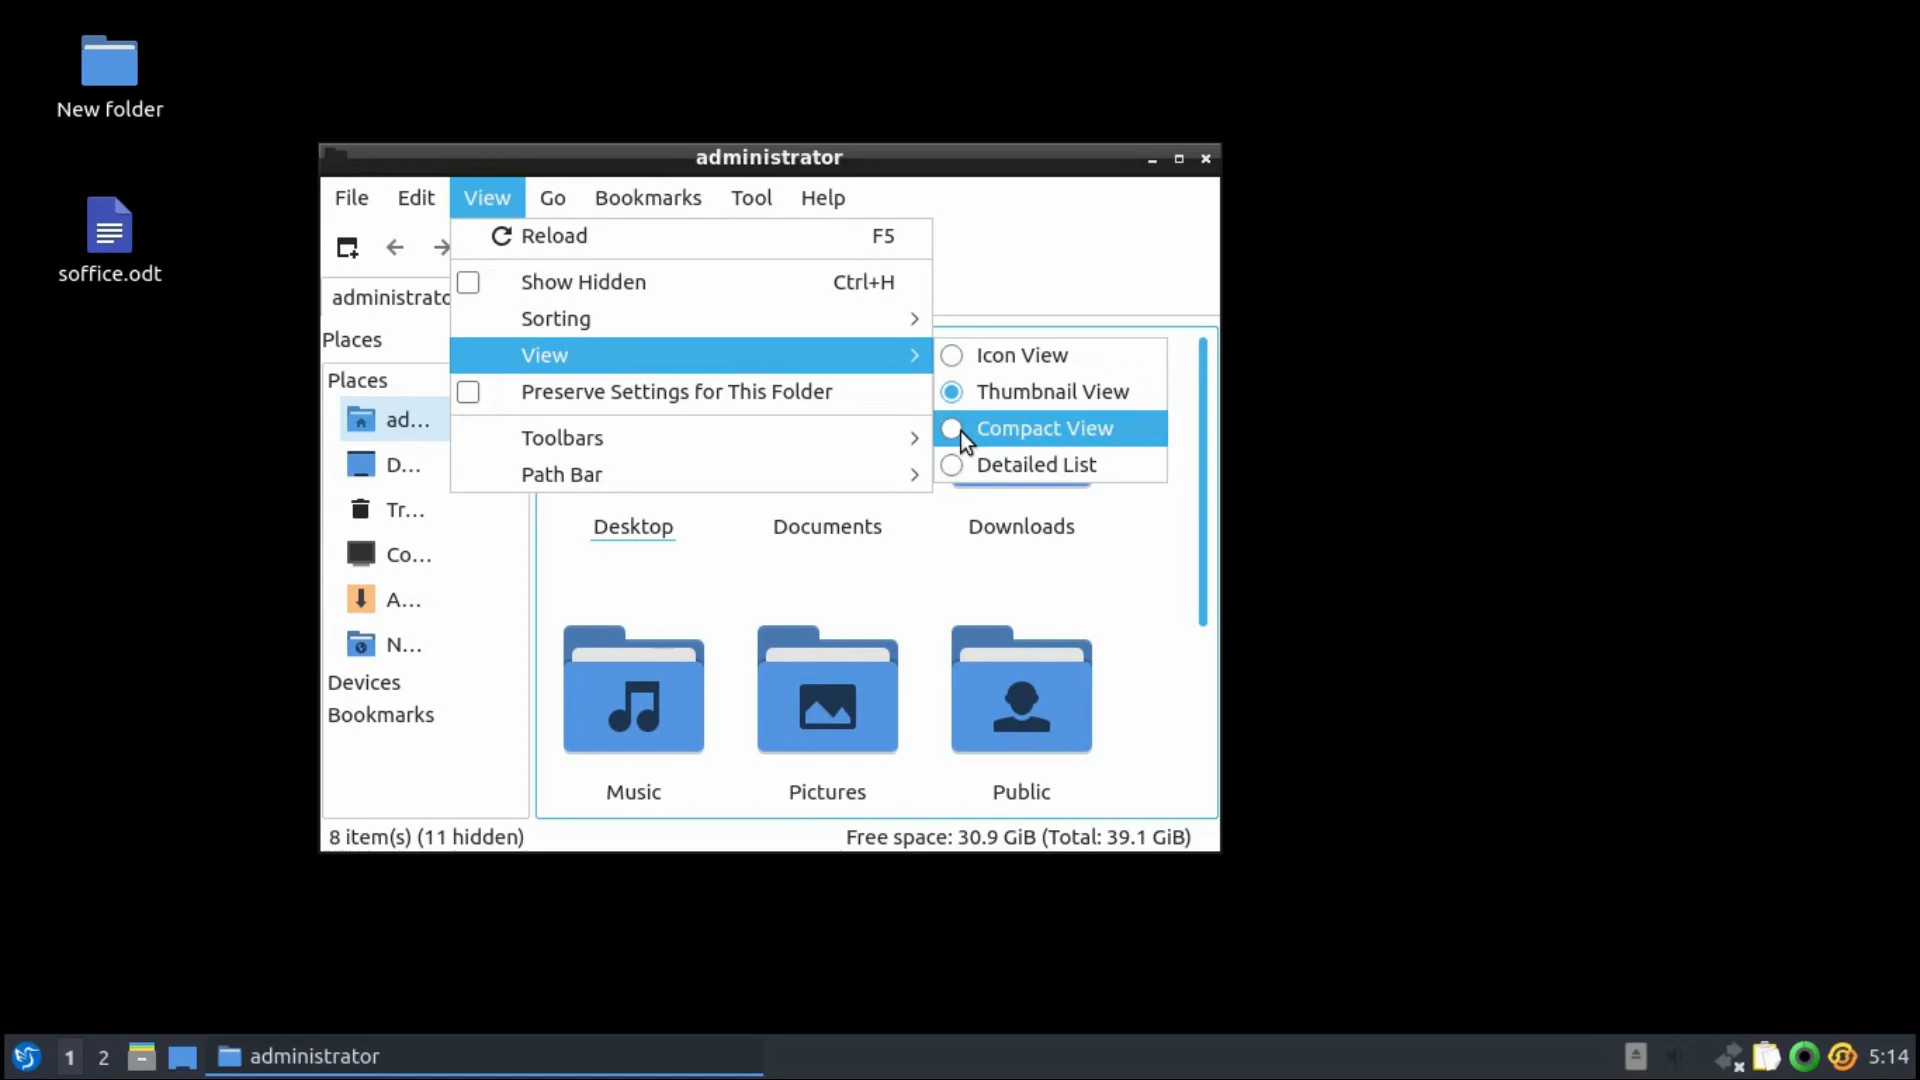 New folder
soffice.odt
administrator
File Edit View Go Bookmarks Tool Help
Reload F5
Show Hidden Ctrl+H
Sorting
View
Preserve Settings for This Folder
Toolbars
Path Bar
Icon View
Thumbnail View
Compact View
Detailed List
administrato
Places
Places
ad...
D...
Tr...
Co...
A...
N...
Devices
Bookmarks
Desktop Documents Downloads
Music Pictures Public
8 item(s) (11 hidden) Free space: 30.9 GiB (Total: 39.1 GiB)
1 2 administrator 5:14